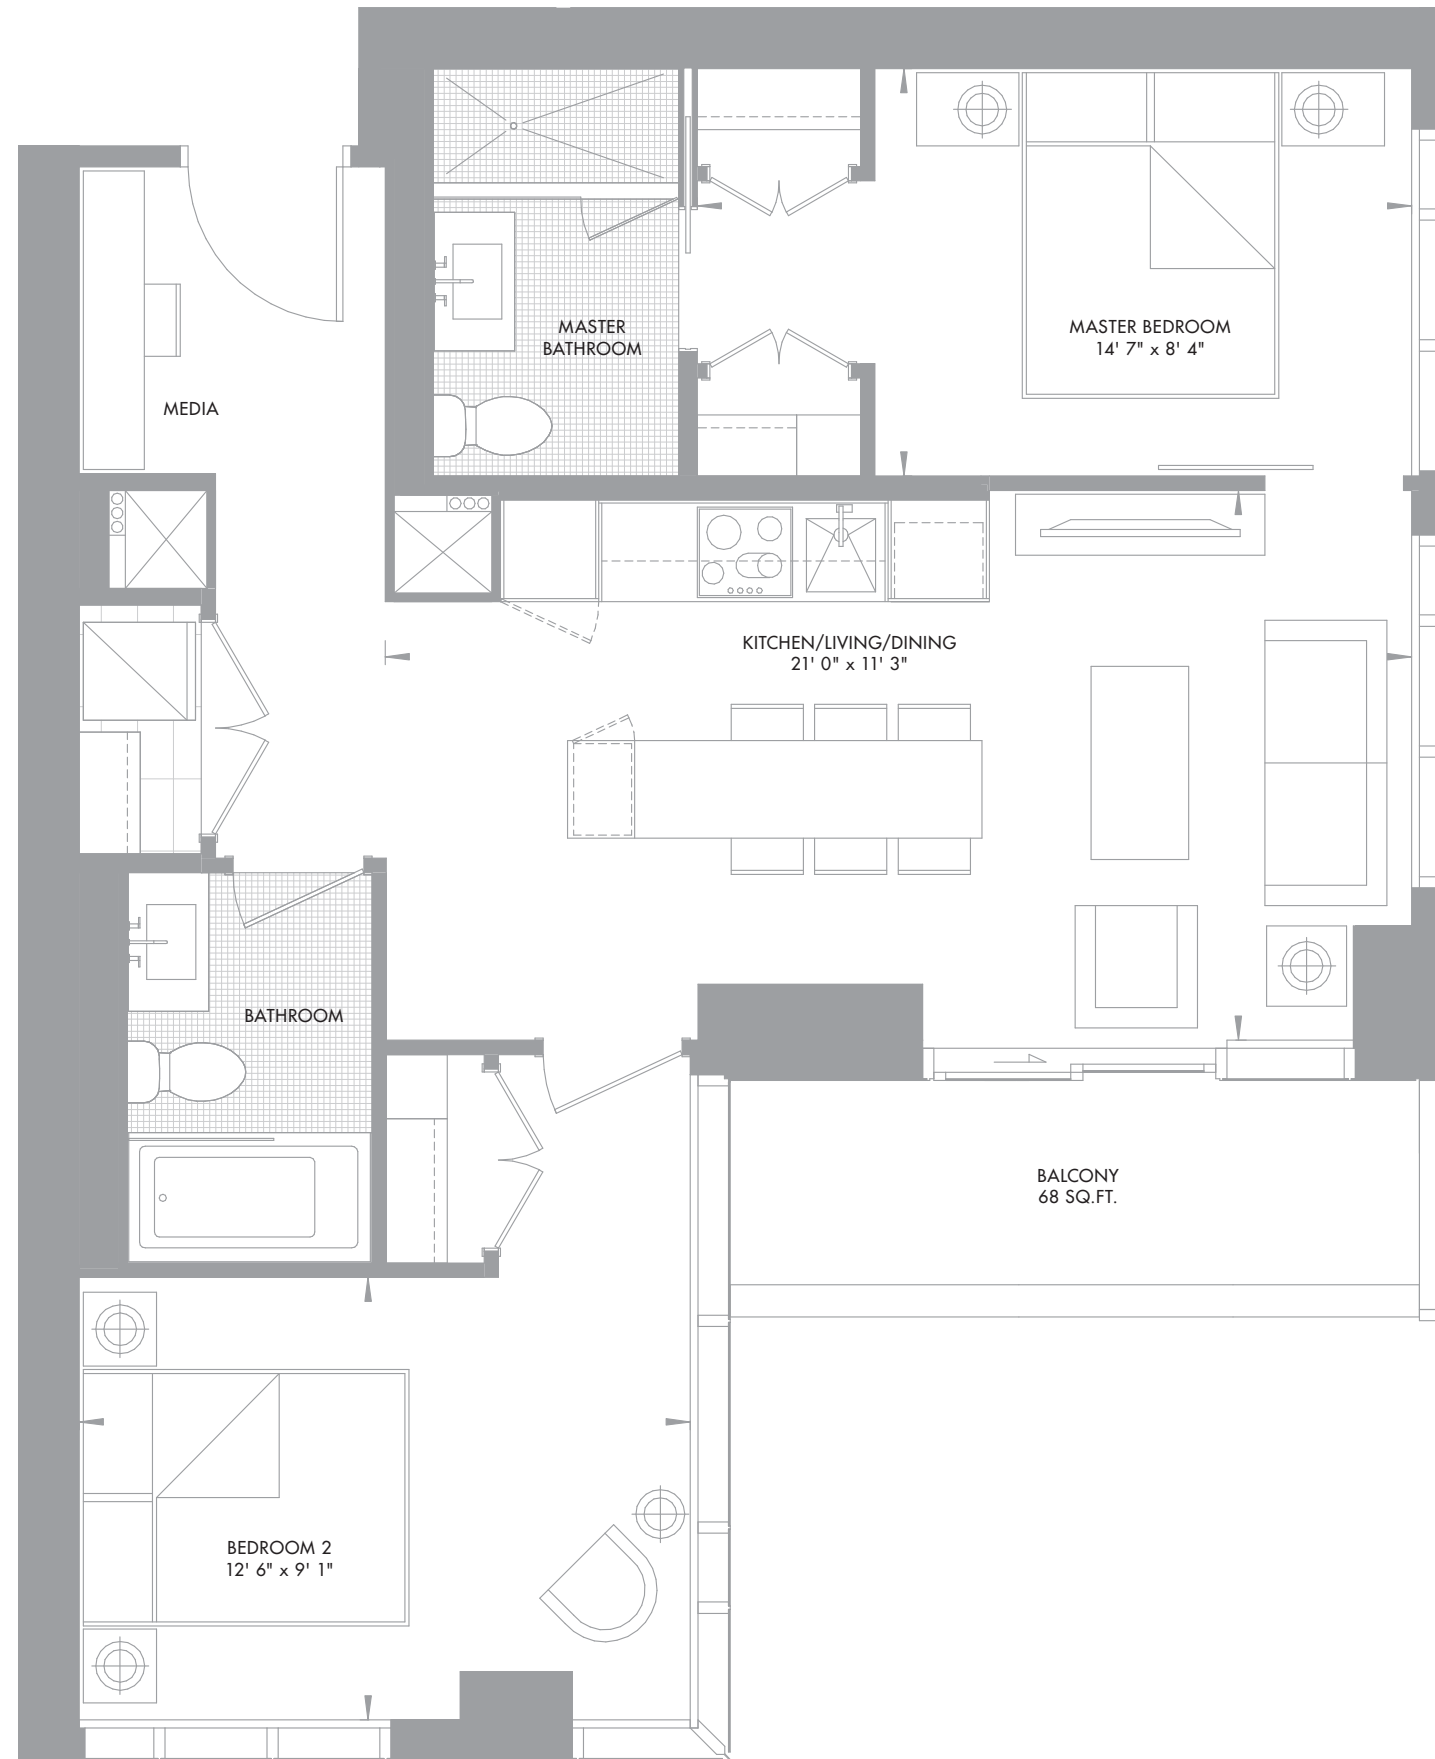 MASTER
BATHROOM
MASTER BEDROOM
14' 7" x 8' 4"
MEDIA
KITCHEN/LIVING/DINING
21' 0" x 11' 3"
BATHROOM
BALCONY
68 SQ.FT.
BEDROOM 2
12' 6" x 9' 1"